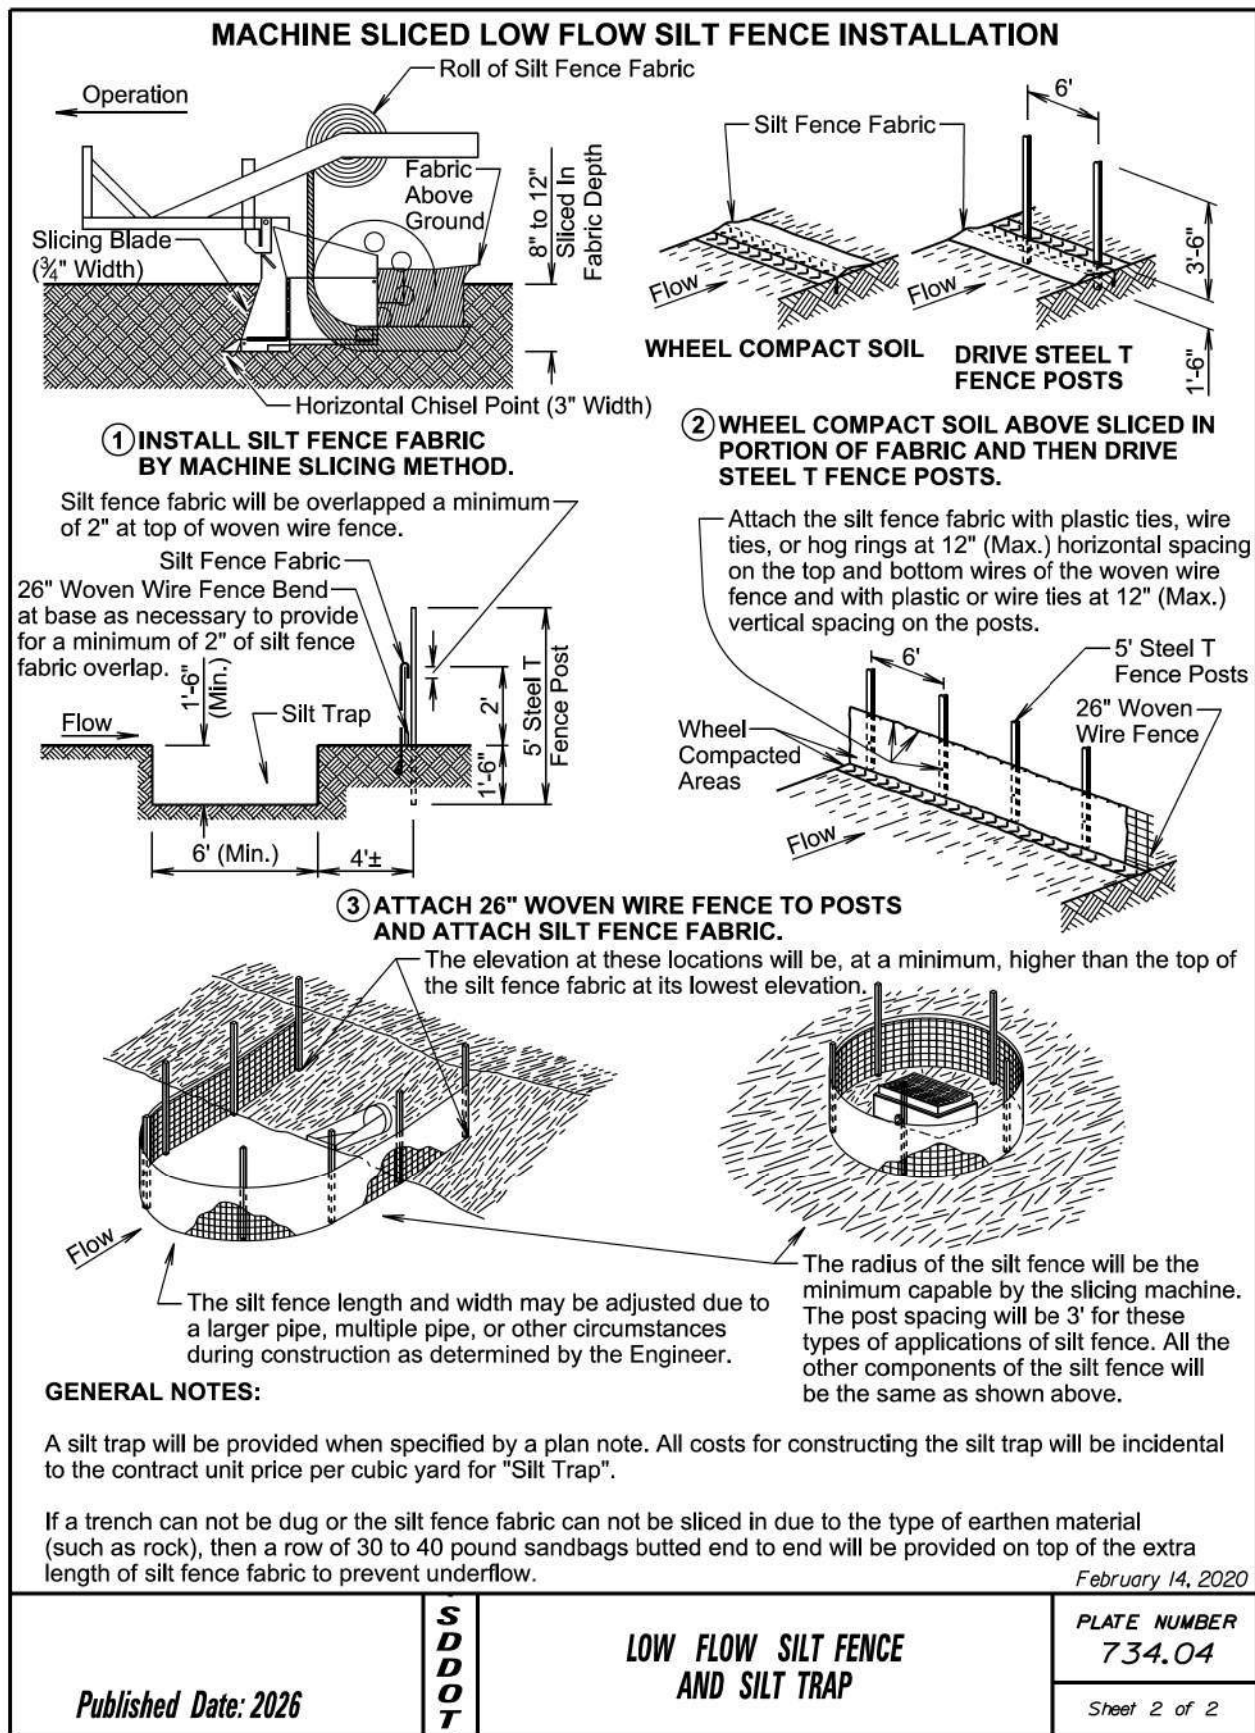 MACHINE SLICED LOW FLOW SILT FENCE INSTALLATION
Roll of Silt Fence Fabric
Operation
Fabric
Above
Ground
8" to 12"
Sliced In
Fabric Depth
Slicing Blade
(¾" Width)
Horizontal Chisel Point (3" Width)
① INSTALL SILT FENCE FABRIC
BY MACHINE SLICING METHOD.
Silt Fence Fabric
6'
3'-6"
1'-6"
Flow
Flow
WHEEL COMPACT SOIL
DRIVE STEEL T
FENCE POSTS
② WHEEL COMPACT SOIL ABOVE SLICED IN
PORTION OF FABRIC AND THEN DRIVE
STEEL T FENCE POSTS.
Silt fence fabric will be overlapped a minimum
of 2" at top of woven wire fence.
Silt Fence Fabric
26" Woven Wire Fence Bend
at base as necessary to provide
for a minimum of 2" of silt fence
fabric overlap.
1'-6"
(Min.)
Flow
Silt Trap
2'
1'-6"
5' Steel T
Fence Post
6' (Min.)
4'±
Attach the silt fence fabric with plastic ties, wire
ties, or hog rings at 12" (Max.) horizontal spacing
on the top and bottom wires of the woven wire
fence and with plastic or wire ties at 12" (Max.)
vertical spacing on the posts.
6'
5' Steel T
Fence Posts
26" Woven
Wire Fence
Wheel
Compacted
Areas
Flow
③ ATTACH 26" WOVEN WIRE FENCE TO POSTS
AND ATTACH SILT FENCE FABRIC.
The elevation at these locations will be, at a minimum, higher than the top of
the silt fence fabric at its lowest elevation.
Flow
The silt fence length and width may be adjusted due to
a larger pipe, multiple pipe, or other circumstances
during construction as determined by the Engineer.
The radius of the silt fence will be the
minimum capable by the slicing machine.
The post spacing will be 3' for these
types of applications of silt fence. All the
other components of the silt fence will
be the same as shown above.
GENERAL NOTES:
A silt trap will be provided when specified by a plan note. All costs for constructing the silt trap will be incidental
to the contract unit price per cubic yard for "Silt Trap".
If a trench can not be dug or the silt fence fabric can not be sliced in due to the type of earthen material
(such as rock), then a row of 30 to 40 pound sandbags butted end to end will be provided on top of the extra
length of silt fence fabric to prevent underflow.
February 14, 2020
Published Date: 2026
S
D
D
O
T
LOW FLOW SILT FENCE
AND SILT TRAP
PLATE NUMBER
734.04
Sheet 2 of 2